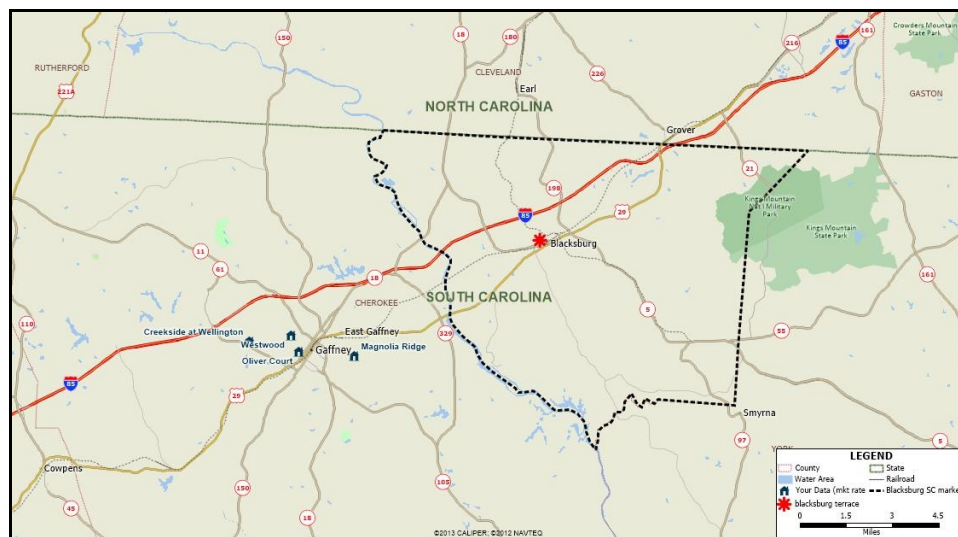 150
18
180
216
85
161
Crowders Mountain
State Park
RUTHERFORD
CLEVELAND
226
221A
Earl
GASTON
NORTH CAROLINA
Grover
21
198
Kings Mountain
Nat'l Military
Park
29
85
Kings Mountain
State Park
Blacksburg
11
61
18
161
CHEROKEE
SOUTH CAROLINA
5
110
329
55
Creekside at Wellington
East Gaffney
Westwood
Gaffney
Magnolia Ridge
Oliver Court
85
29
Smyrna
97
YORK
5
Cowpens
150
105
45
18
©2013 CALIPER; ©2012 NAVTEQ
LEGEND
County
State
Water Area
Railroad
Your Data (mkt rate
Blacksburg SC marke
blacksburg terrace
0 1.5 3 4.5
Miles